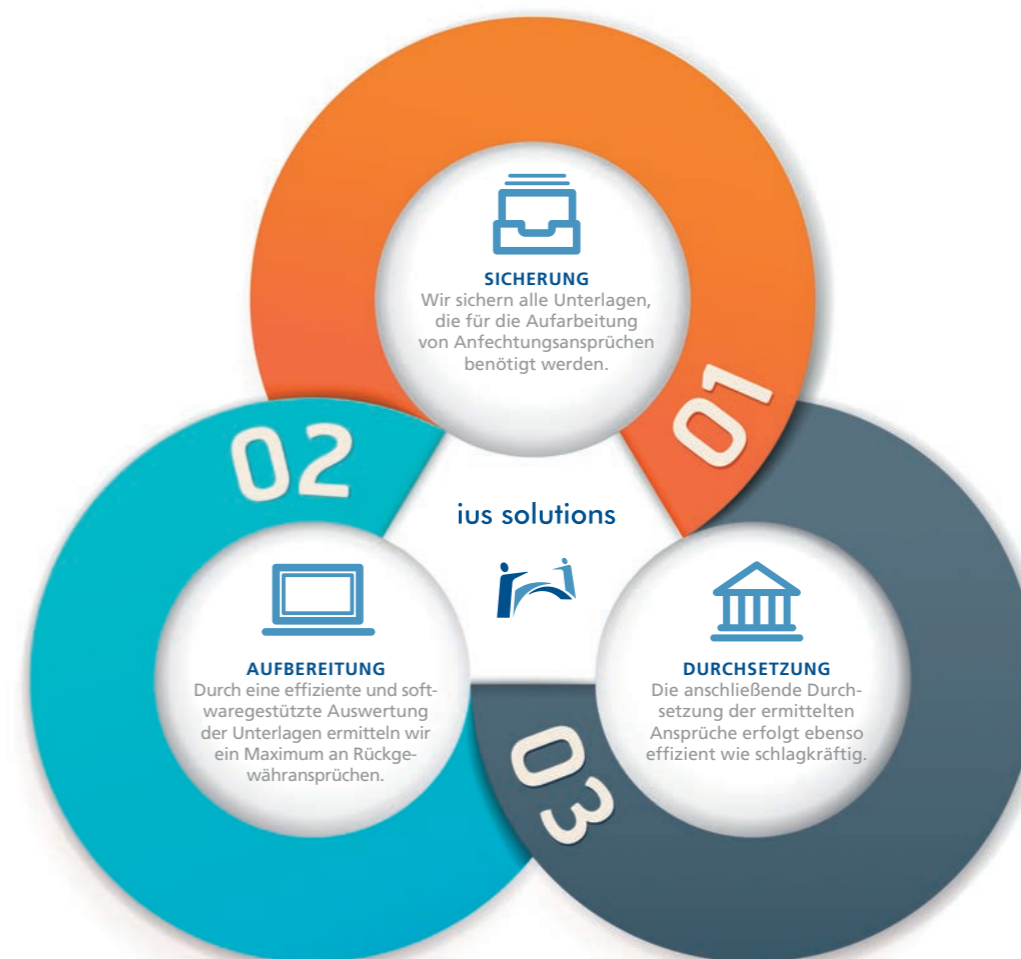 01
SICHERUNG
Wir sichern alle Unterlagen,
die für die Aufarbeitung
von Anfechtungsansprüchen
benötigt werden.
ius solutions
02
AUFBEREITUNG
Durch eine effiziente und soft-
waregestützte Auswertung
der Unterlagen ermitteln wir
ein Maximum an Rückge-
währansprüchen.
03
DURCHSETZUNG
Die anschließende Durch-
setzung der ermittelten
Ansprüche erfolgt ebenso
effizient wie schlagkräftig.